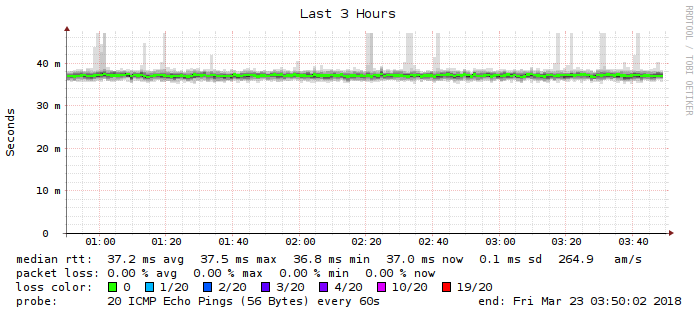 Last 3 Hours
RRDTOOL / TOBI OETIKER
Seconds
40 m
30 m
20 m
10 m
0
01:00 01:20 01:40 02:00 02:20 02:40 03:00 03:20 03:40
median rtt: 37.2 ms avg 37.5 ms max 36.8 ms min 37.0 ms now 0.1 ms sd 264.9 am/s
packet loss: 0.00 % avg 0.00 % max 0.00 % min 0.00 % now
loss color: 0 1/20 2/20 3/20 4/20 10/20 19/20
probe: 20 ICMP Echo Pings (56 Bytes) every 60s end: Fri Mar 23 03:50:02 2018